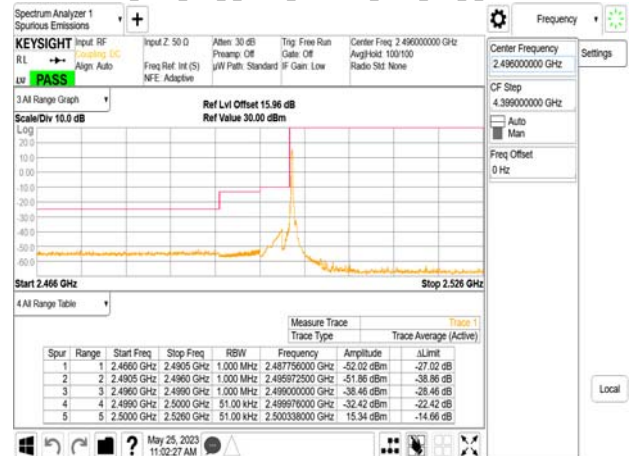 Spectrum Analyzer 1
Spurious Emissions
Frequency
KEYSIGHT Input: RF Input Z: 50 Ω Atten: 30 dB Trig: Free Run Center Freq: 2.496000000 GHz
RL Coupling: DC Preamp: Off Gate: Off Avg|Hold: 100/100
Align: Auto Freq Ref: Int (S) µW Path: Standard IF Gain: Low Radio Std: None
NFE: Adaptive
LU PASS
Center Frequency
2.496000000 GHz
Settings
CF Step
4.399000000 GHz
Auto
Man
Freq Offset
0 Hz
3 All Range Graph
Ref Lvl Offset 15.96 dB
Scale/Div 10.0 dB Ref Value 30.00 dBm
Log
20.0
10.0
0.00
-10.0
-20.0
-30.0
-40.0
-50.0
-60.0
Start 2.466 GHz Stop 2.526 GHz
4 All Range Table
Measure Trace Trace 1
Trace Type Trace Average (Active)
Spur Range Start Freq Stop Freq RBW Frequency Amplitude ΔLimit
1 1 2.4660 GHz 2.4905 GHz 1.000 MHz 2.487756000 GHz -52.02 dBm -27.02 dB
2 2 2.4905 GHz 2.4960 GHz 1.000 MHz 2.495972500 GHz -51.86 dBm -38.86 dB
3 3 2.4960 GHz 2.4990 GHz 1.000 MHz 2.499000000 GHz -38.46 dBm -28.46 dB
4 4 2.4990 GHz 2.5000 GHz 51.00 kHz 2.499976000 GHz -32.42 dBm -22.42 dB
5 5 2.5000 GHz 2.5260 GHz 51.00 kHz 2.500338000 GHz 15.34 dBm -14.66 dB
Local
May 25, 2023
11:02:27 AM